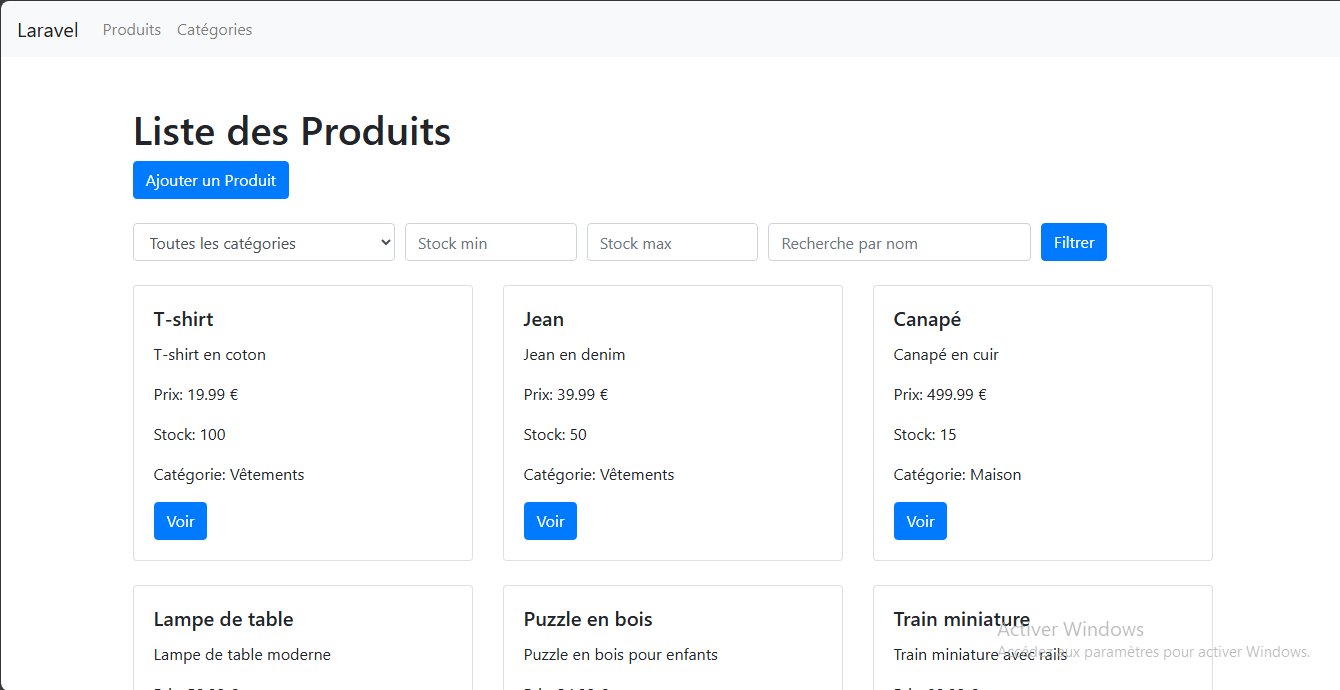 Laravel Produits Catégories
Liste des Produits
Ajouter un Produit
Toutes les catégories Stock min Stock max Recherche par nom Filtrer
T-shirt
T-shirt en coton
Prix: 19.99 €
Stock: 100
Catégorie: Vêtements
Voir
Jean
Jean en denim
Prix: 39.99 €
Stock: 50
Catégorie: Vêtements
Voir
Canapé
Canapé en cuir
Prix: 499.99 €
Stock: 15
Catégorie: Maison
Voir
Lampe de table
Lampe de table moderne
Puzzle en bois
Puzzle en bois pour enfants
Train miniature
Train miniature avec rails
Activer Windows
Accédez aux paramètres pour activer Windows.